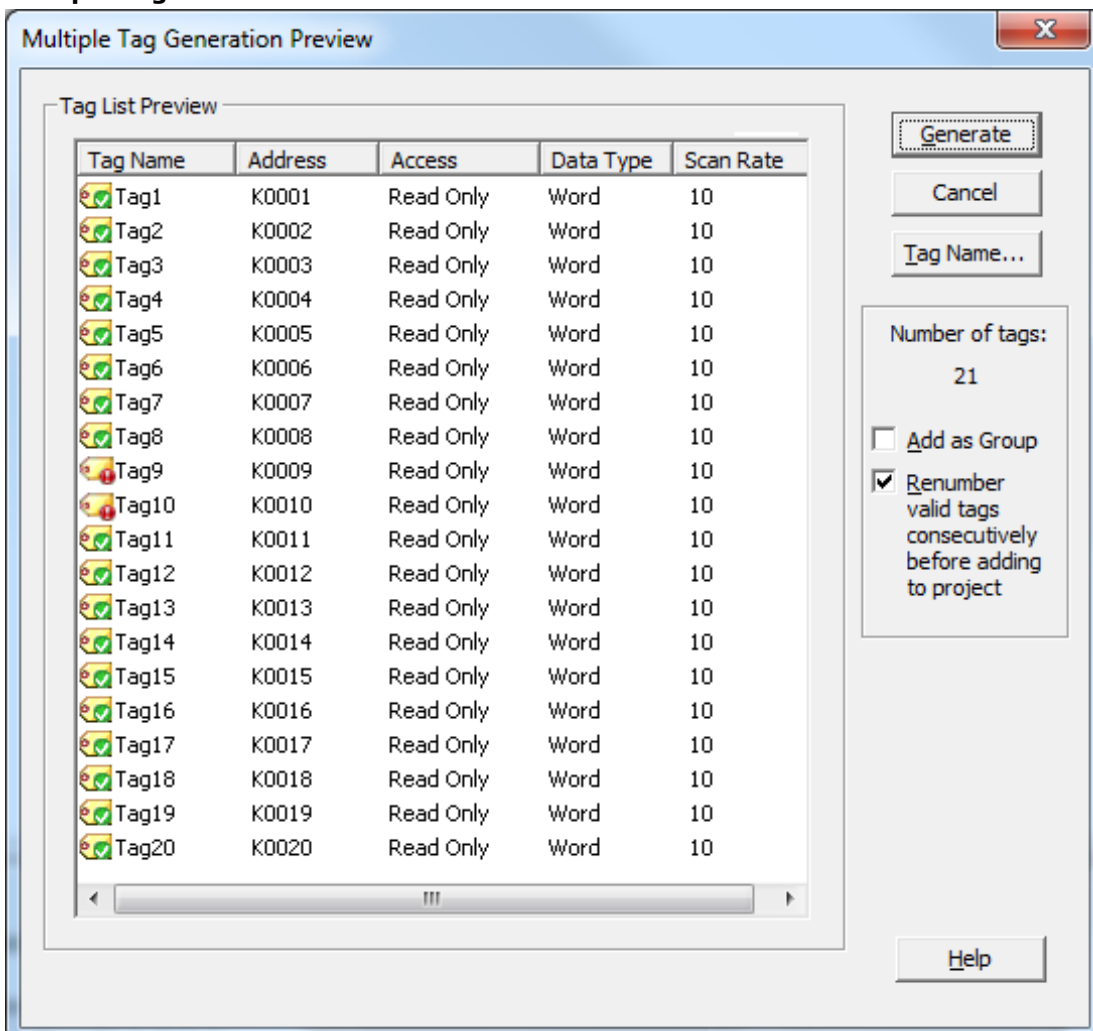 Multiple Tag Generation Preview
Tag List Preview
Tag Name Address Access Data Type Scan Rate
Tag1 K0001 Read Only Word 10
Tag2 K0002 Read Only Word 10
Tag3 K0003 Read Only Word 10
Tag4 K0004 Read Only Word 10
Tag5 K0005 Read Only Word 10
Tag6 K0006 Read Only Word 10
Tag7 K0007 Read Only Word 10
Tag8 K0008 Read Only Word 10
Tag9 K0009 Read Only Word 10
Tag10 K0010 Read Only Word 10
Tag11 K0011 Read Only Word 10
Tag12 K0012 Read Only Word 10
Tag13 K0013 Read Only Word 10
Tag14 K0014 Read Only Word 10
Tag15 K0015 Read Only Word 10
Tag16 K0016 Read Only Word 10
Tag17 K0017 Read Only Word 10
Tag18 K0018 Read Only Word 10
Tag19 K0019 Read Only Word 10
Tag20 K0020 Read Only Word 10
Generate
Cancel
Tag Name...
Number of tags:
21
Add as Group
Renumber
valid tags
consecutively
before adding
to project
Help